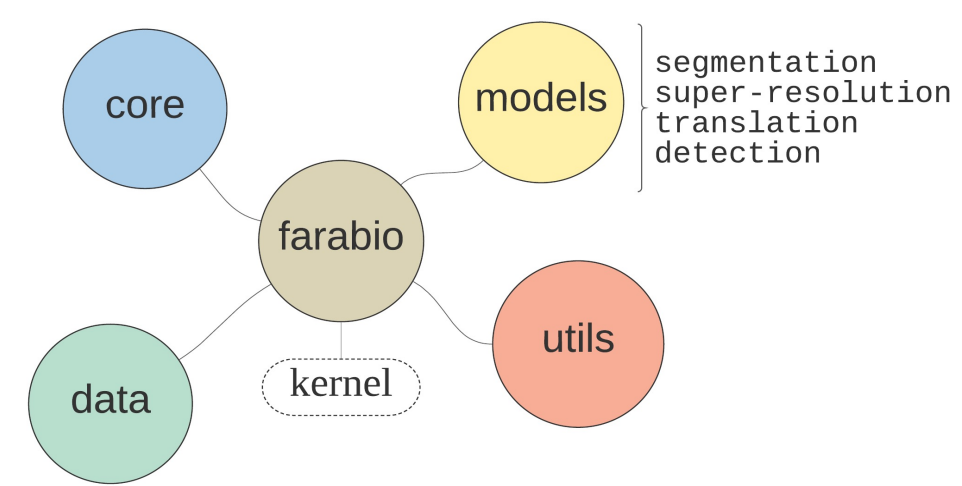 core
models
segmentation
super-resolution
translation
detection
farabio
utils
kernel
data